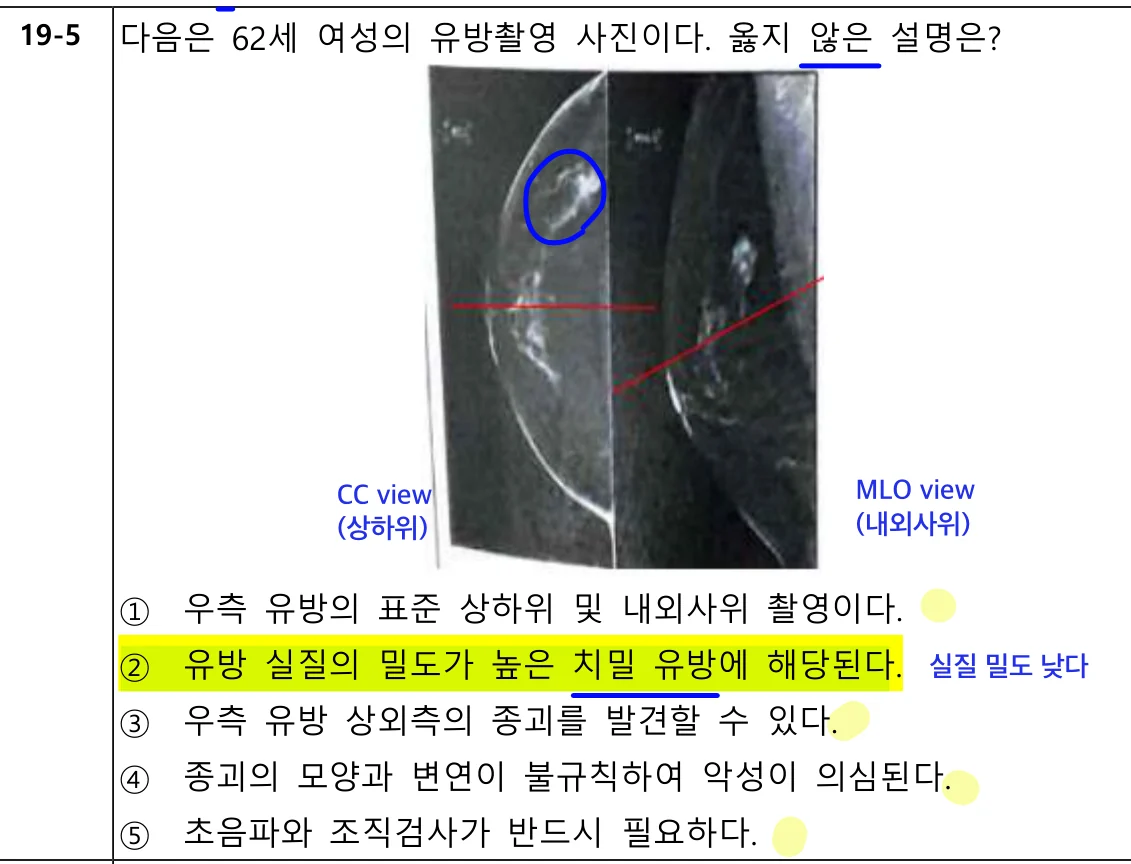 19-5
다음은 62세 여성의 유방촬영 사진이다. 옳지 않은 설명은?
CC view
(상하위)
MLO view
(내외사위)
① 우측 유방의 표준 상하위 및 내외사위 촬영이다.
② 유방 실질의 밀도가 높은 치밀 유방에 해당된다. 실질 밀도 낮다
③ 우측 유방 상외측의 종괴를 발견할 수 있다.
④ 종괴의 모양과 변연이 불규칙하여 악성이 의심된다.
⑤ 초음파와 조직검사가 반드시 필요하다.